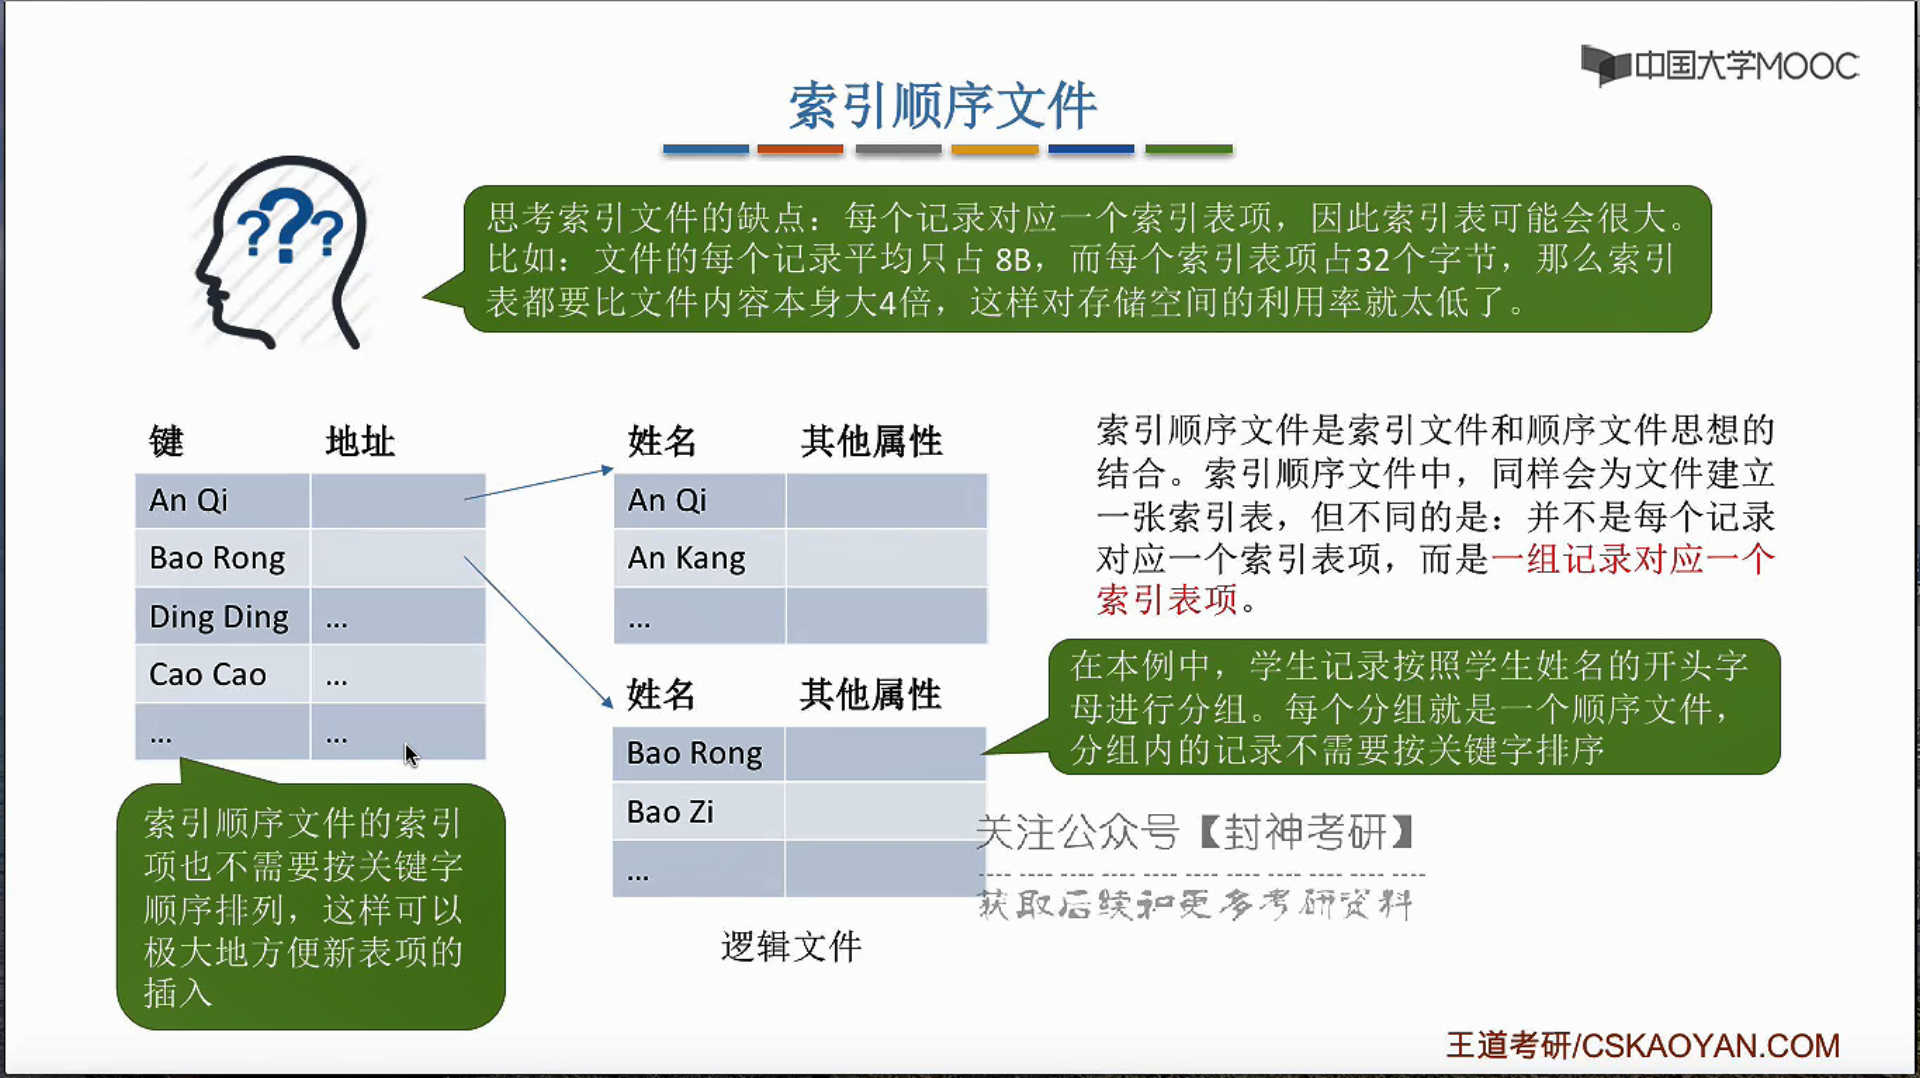 中国大学MOOC
索引顺序文件
???
思考索引文件的缺点：每个记录对应一个索引表项，因此索引表可能会很大。
比如：文件的每个记录平均只占 8B，而每个索引表项占32个字节，那么索引
表都要比文件内容本身大4倍，这样对存储空间的利用率就太低了。
键 地址
An Qi
Bao Rong
Ding Ding ...
Cao Cao ...
... ...
索引顺序文件的索引
项也不需要按关键字
顺序排列，这样可以
极大地方便新表项的
插入
姓名 其他属性
An Qi
An Kang
...
姓名 其他属性
Bao Rong
Bao Zi
...
逻辑文件
索引顺序文件是索引文件和顺序文件思想的
结合。索引顺序文件中，同样会为文件建立
一张索引表，但不同的是：并不是每个记录
对应一个索引表项，而是一组记录对应一个
索引表项。
在本例中，学生记录按照学生姓名的开头字
母进行分组。每个分组就是一个顺序文件，
分组内的记录不需要按关键字排序
关注公众号【封神考研】
获取后续和更多考研资料
王道考研/CSKAOYAN.COM